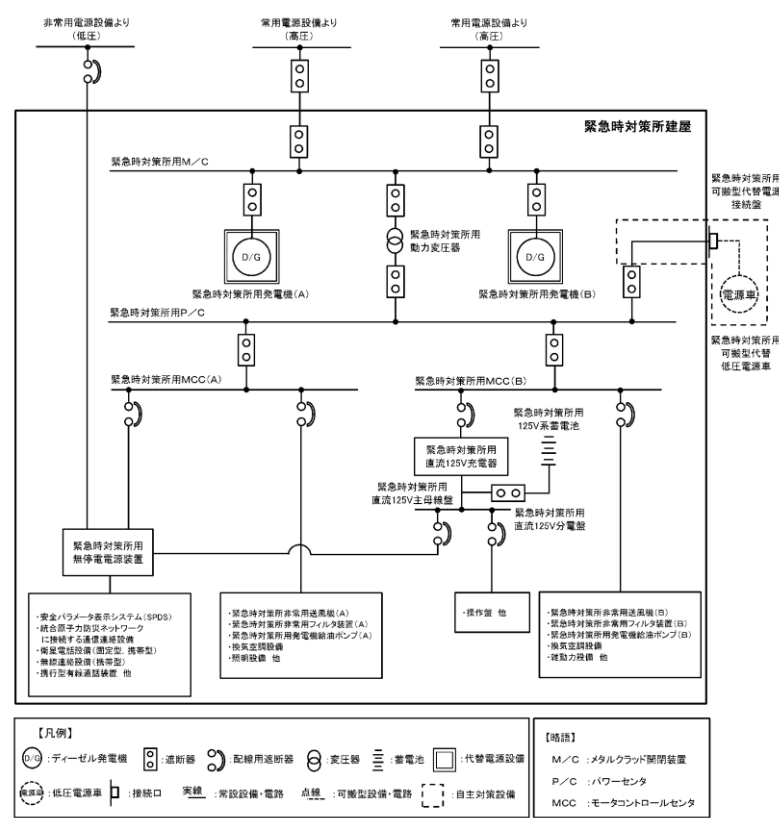 非常用電源設備より
(低圧)
常用電源設備より
(高圧)
常用電源設備より
(高圧)
緊急時対策所建屋
緊急時対策所用M/C
緊急時対策所用
可搬型代替電源
接続盤
D/G
緊急時対策所用発電機(A)
緊急時対策所用
動力変圧器
D/G
緊急時対策所用発電機(B)
電源車
緊急時対策所用
可搬型代替
低圧電源車
緊急時対策所用P/C
緊急時対策所用MCC(A)
緊急時対策所用MCC(B)
緊急時対策所用
125V系蓄電池
緊急時対策所用
直流125V充電器
緊急時対策所用
直流125V主母線盤
緊急時対策所用
直流125V分電盤
緊急時対策所用
無停電電源装置
・安全パラメータ表示システム(SPDS)
・統合原子力防災ネットワーク
に接続する通信連絡設備
・衛星電話設備(固定型, 携帯型)
・無線連絡設備(携帯型)
・携行型有線通話装置 他
・緊急時対策所非常用送風機(A)
・緊急時対策所非常用フィルタ装置(A)
・緊急時対策所用発電機給油ポンプ(A)
・換気空調設備
・照明設備 他
・操作盤 他
・緊急時対策所非常用送風機(B)
・緊急時対策所非常用フィルタ装置(B)
・緊急時対策所用発電機給油ポンプ(B)
・換気空調設備
・雑動力設備 他
【凡例】
D/G :ディーゼル発電機
:遮断器
:配線用遮断器
:変圧器
:蓄電池
:代替電源設備
電源車 :低圧電源車
:接続口
実線 :常設設備・電路
点線 :可搬型設備・電路
:自主対策設備
【略語】
M/C :メタルクラッド開閉装置
P/C :パワーセンタ
MCC :モータコントロールセンタ